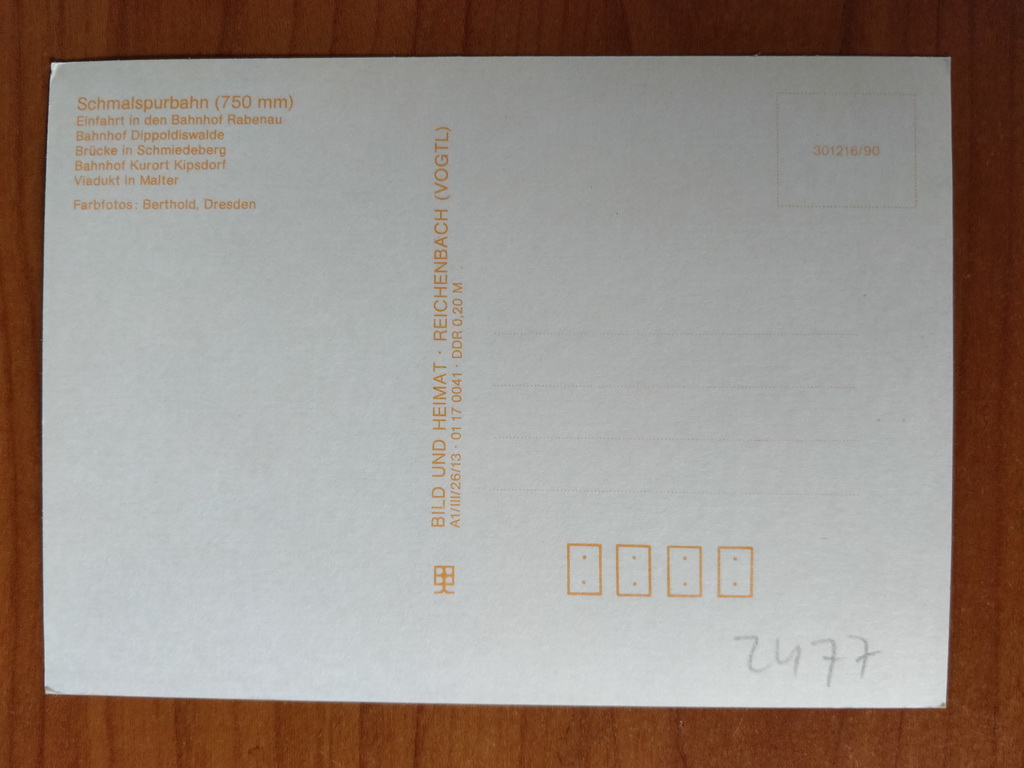 Schmalspurbahn (750 mm)
Einfahrt in den Bahnhof Rabenau
Bahnhof Dippoldiswalde
Brücke in Schmiedeberg
Bahnhof Kurort Kipsdorf
Viadukt in Malter
Farbfotos: Berthold, Dresden
BILD UND HEIMAT · REICHENBACH (VOGTL)
A1/III/26/13 · 01 17 0041 · DDR 0,20 M
301216/90
2477